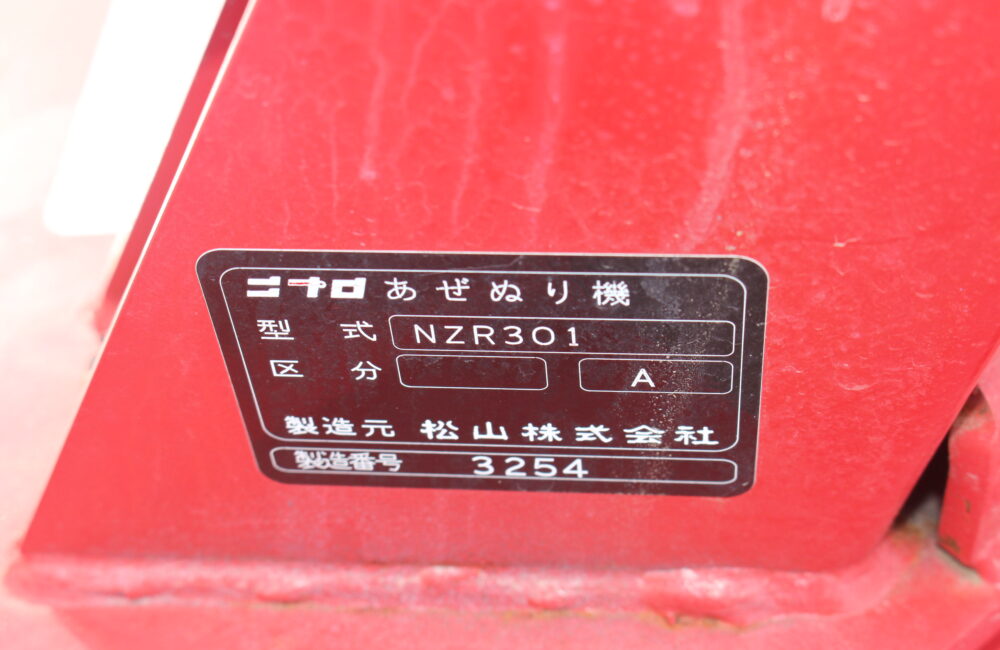 ニプロ あぜぬり機
型式 NZR301
区分 A
製造元 松山株式会社
製造番号 3254